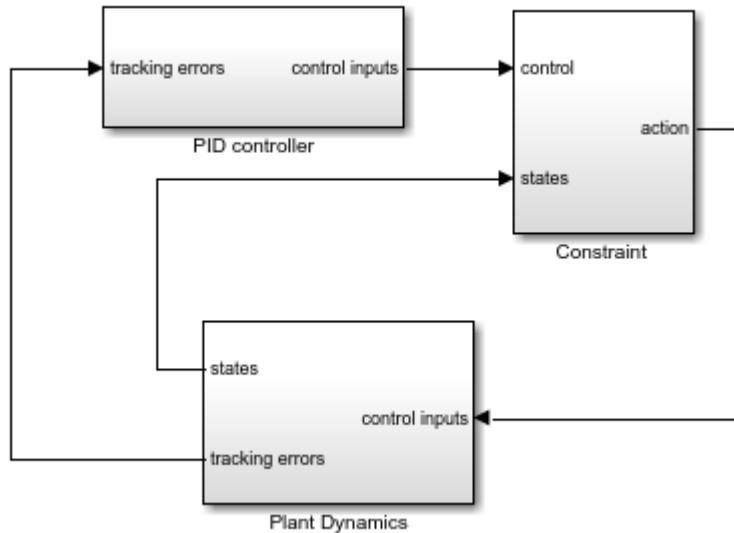 tracking errors
control inputs
PID controller
control
action
states
Constraint
states
control inputs
tracking errors
Plant Dynamics